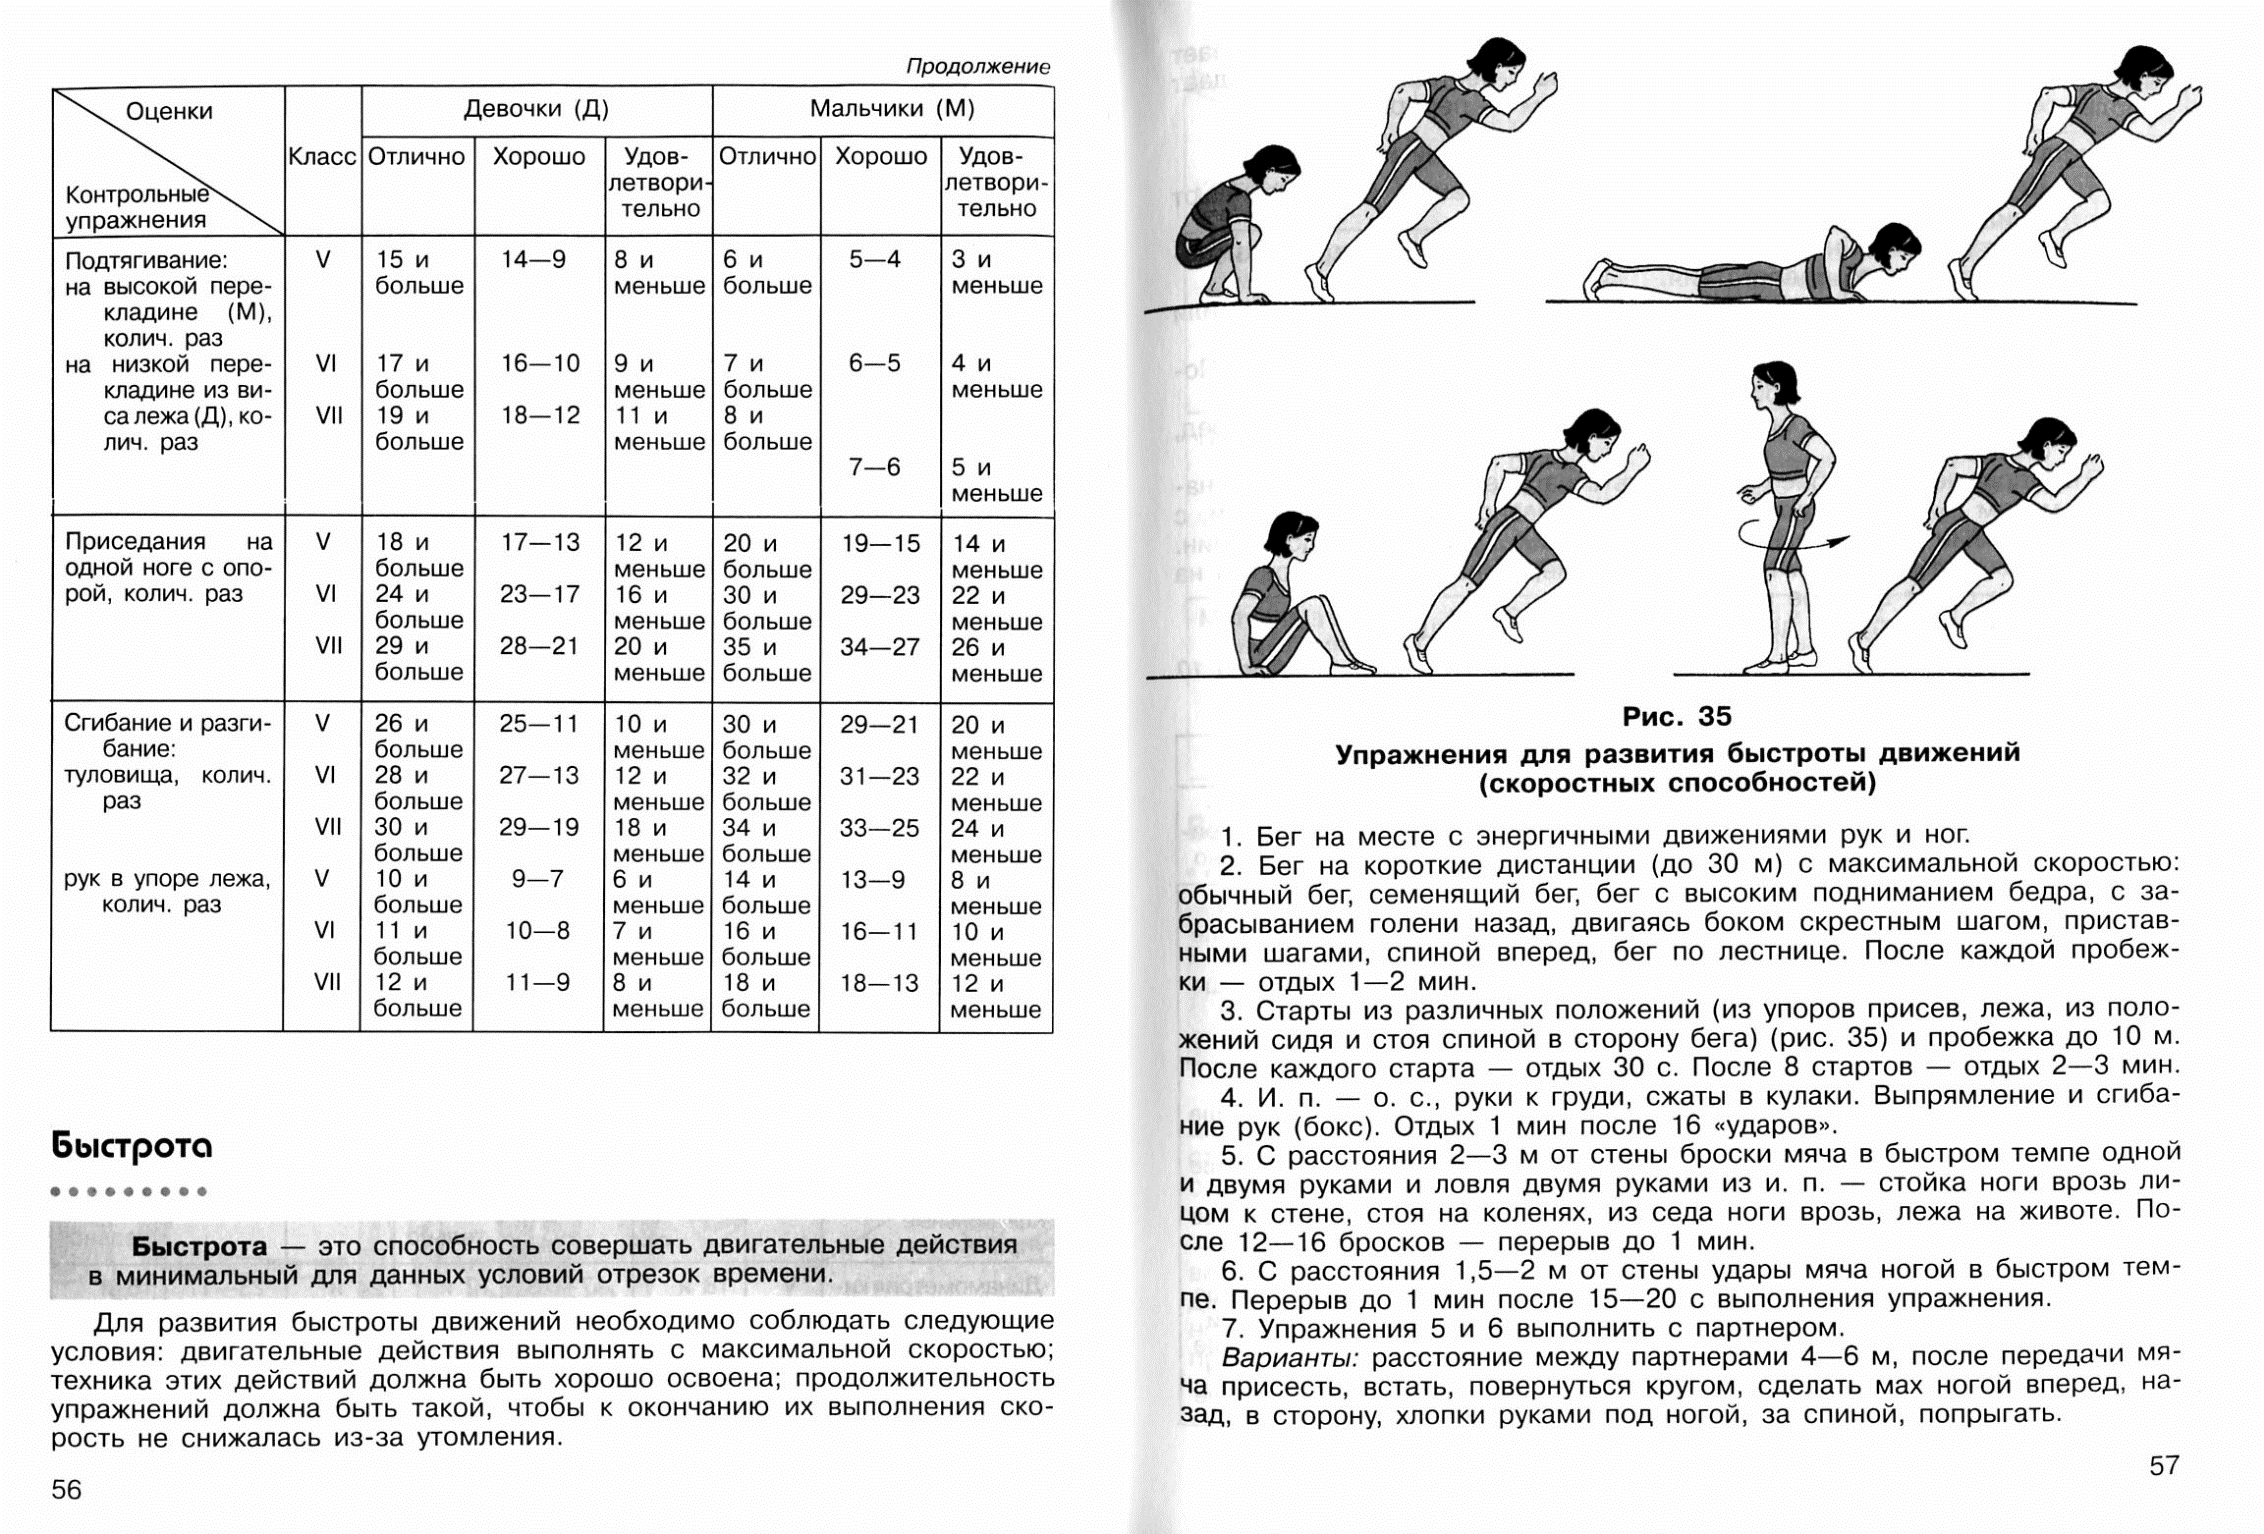 Продолжение
Оценки
Контрольные
упражнения
Класс
Девочки (Д)
Мальчики (М)
Отлично Хорошо Удов-
летвори-
тельно
Отлично Хорошо Удов-
летвори-
тельно
Подтягивание: V 15 и 14—9 8 и 6 и 5—4 3 и
на высокой пере- больше меньше больше меньше
кладине (М),
колич. раз
на низкой пере- VI 17 и 16—10 9 и 7 и 6—5 4 и
кладине из ви- больше меньше больше меньше
са лежа (Д), ко- VII 19 и 18—12 11 и 8 и
лич. раз больше меньше больше
7—6 5 и
меньше
Приседания на V 18 и 17—13 12 и 20 и 19—15 14 и
одной ноге с опо- больше меньше больше меньше
рой, колич. раз VI 24 и 23—17 16 и 30 и 29—23 22 и
больше меньше больше меньше
VII 29 и 28—21 20 и 35 и 34—27 26 и
больше меньше больше меньше
Сгибание и разги- V 26 и 25—11 10 и 30 и 29—21 20 и
бание: больше меньше больше меньше
туловища, колич. VI 28 и 27—13 12 и 32 и 31—23 22 и
раз больше меньше больше меньше
VII 30 и 29—19 18 и 34 и 33—25 24 и
больше меньше больше меньше
рук в упоре лежа, V 10 и 9—7 6 и 14 и 13—9 8 и
колич. раз больше меньше больше меньше
VI 11 и 10—8 7 и 16 и 16—11 10 и
больше меньше больше меньше
VII 12 и 11—9 8 и 18 и 18—13 12 и
больше меньше больше меньше
Быстрота
Быстрота — это способность совершать двигательные действия
в минимальный для данных условий отрезок времени.
Для развития быстроты движений необходимо соблюдать следующие
условия: двигательные действия выполнять с максимальной скоростью;
техника этих действий должна быть хорошо освоена; продолжительность
упражнений должна быть такой, чтобы к окончанию их выполнения ско-
рость не снижалась из-за утомления.
56
Рис. 35
Упражнения для развития быстроты движений
(скоростных способностей)
1. Бег на месте с энергичными движениями рук и ног.
2. Бег на короткие дистанции (до 30 м) с максимальной скоростью:
обычный бег, семенящий бег, бег с высоким подниманием бедра, с за-
брасыванием голени назад, двигаясь боком скрестным шагом, пристав-
ными шагами, спиной вперед, бег по лестнице. После каждой пробеж-
ки — отдых 1—2 мин.
3. Старты из различных положений (из упоров присев, лежа, из поло-
жений сидя и стоя спиной в сторону бега) (рис. 35) и пробежка до 10 м.
После каждого старта — отдых 30 с. После 8 стартов — отдых 2—3 мин.
4. И. п. — о. с., руки к груди, сжаты в кулаки. Выпрямление и сгиба-
ние рук (бокс). Отдых 1 мин после 16 «ударов».
5. С расстояния 2—3 м от стены броски мяча в быстром темпе одной
и двумя руками и ловля двумя руками из и. п. — стойка ноги врозь ли-
цом к стене, стоя на коленях, из седа ноги врозь, лежа на животе. По-
сле 12—16 бросков — перерыв до 1 мин.
6. С расстояния 1,5—2 м от стены удары мяча ногой в быстром тем-
пе. Перерыв до 1 мин после 15—20 с выполнения упражнения.
7. Упражнения 5 и 6 выполнить с партнером.
Варианты: расстояние между партнерами 4—6 м, после передачи мя-
ча присесть, встать, повернуться кругом, сделать мах ногой вперед, на-
зад, в сторону, хлопки руками под ногой, за спиной, попрыгать.
57